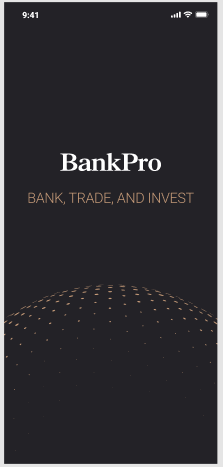 9:41
BankPro
BANK, TRADE, AND INVEST